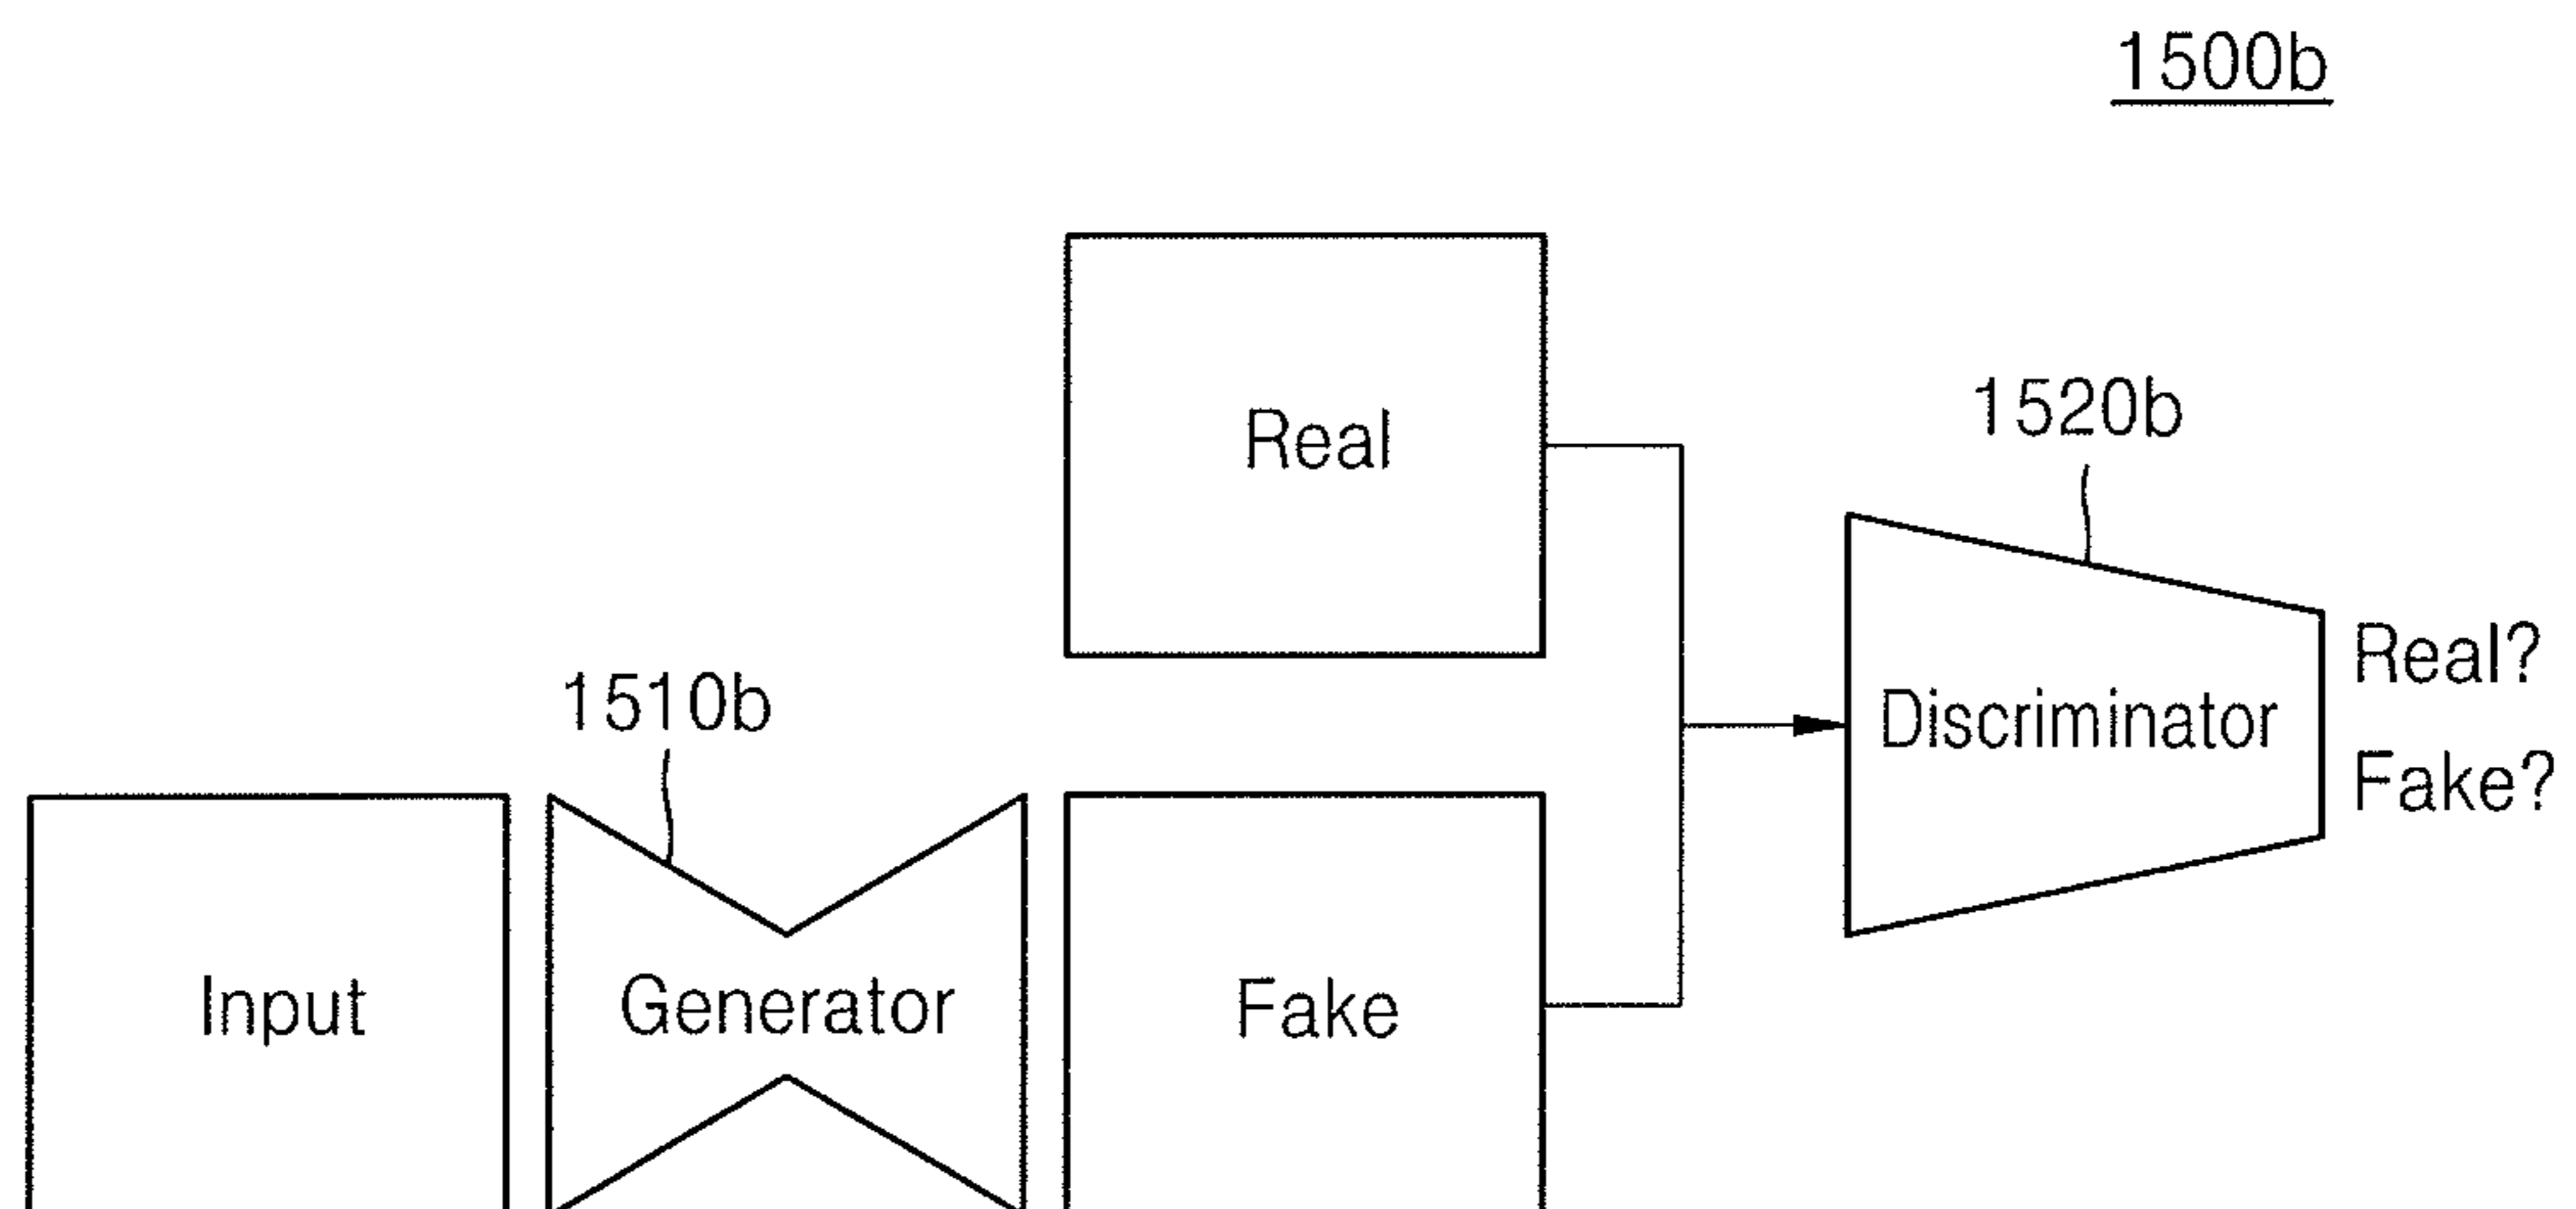 1500b
Real
1520b
Real?
Fake?
Discriminator
1510b
Input
Generator
Fake